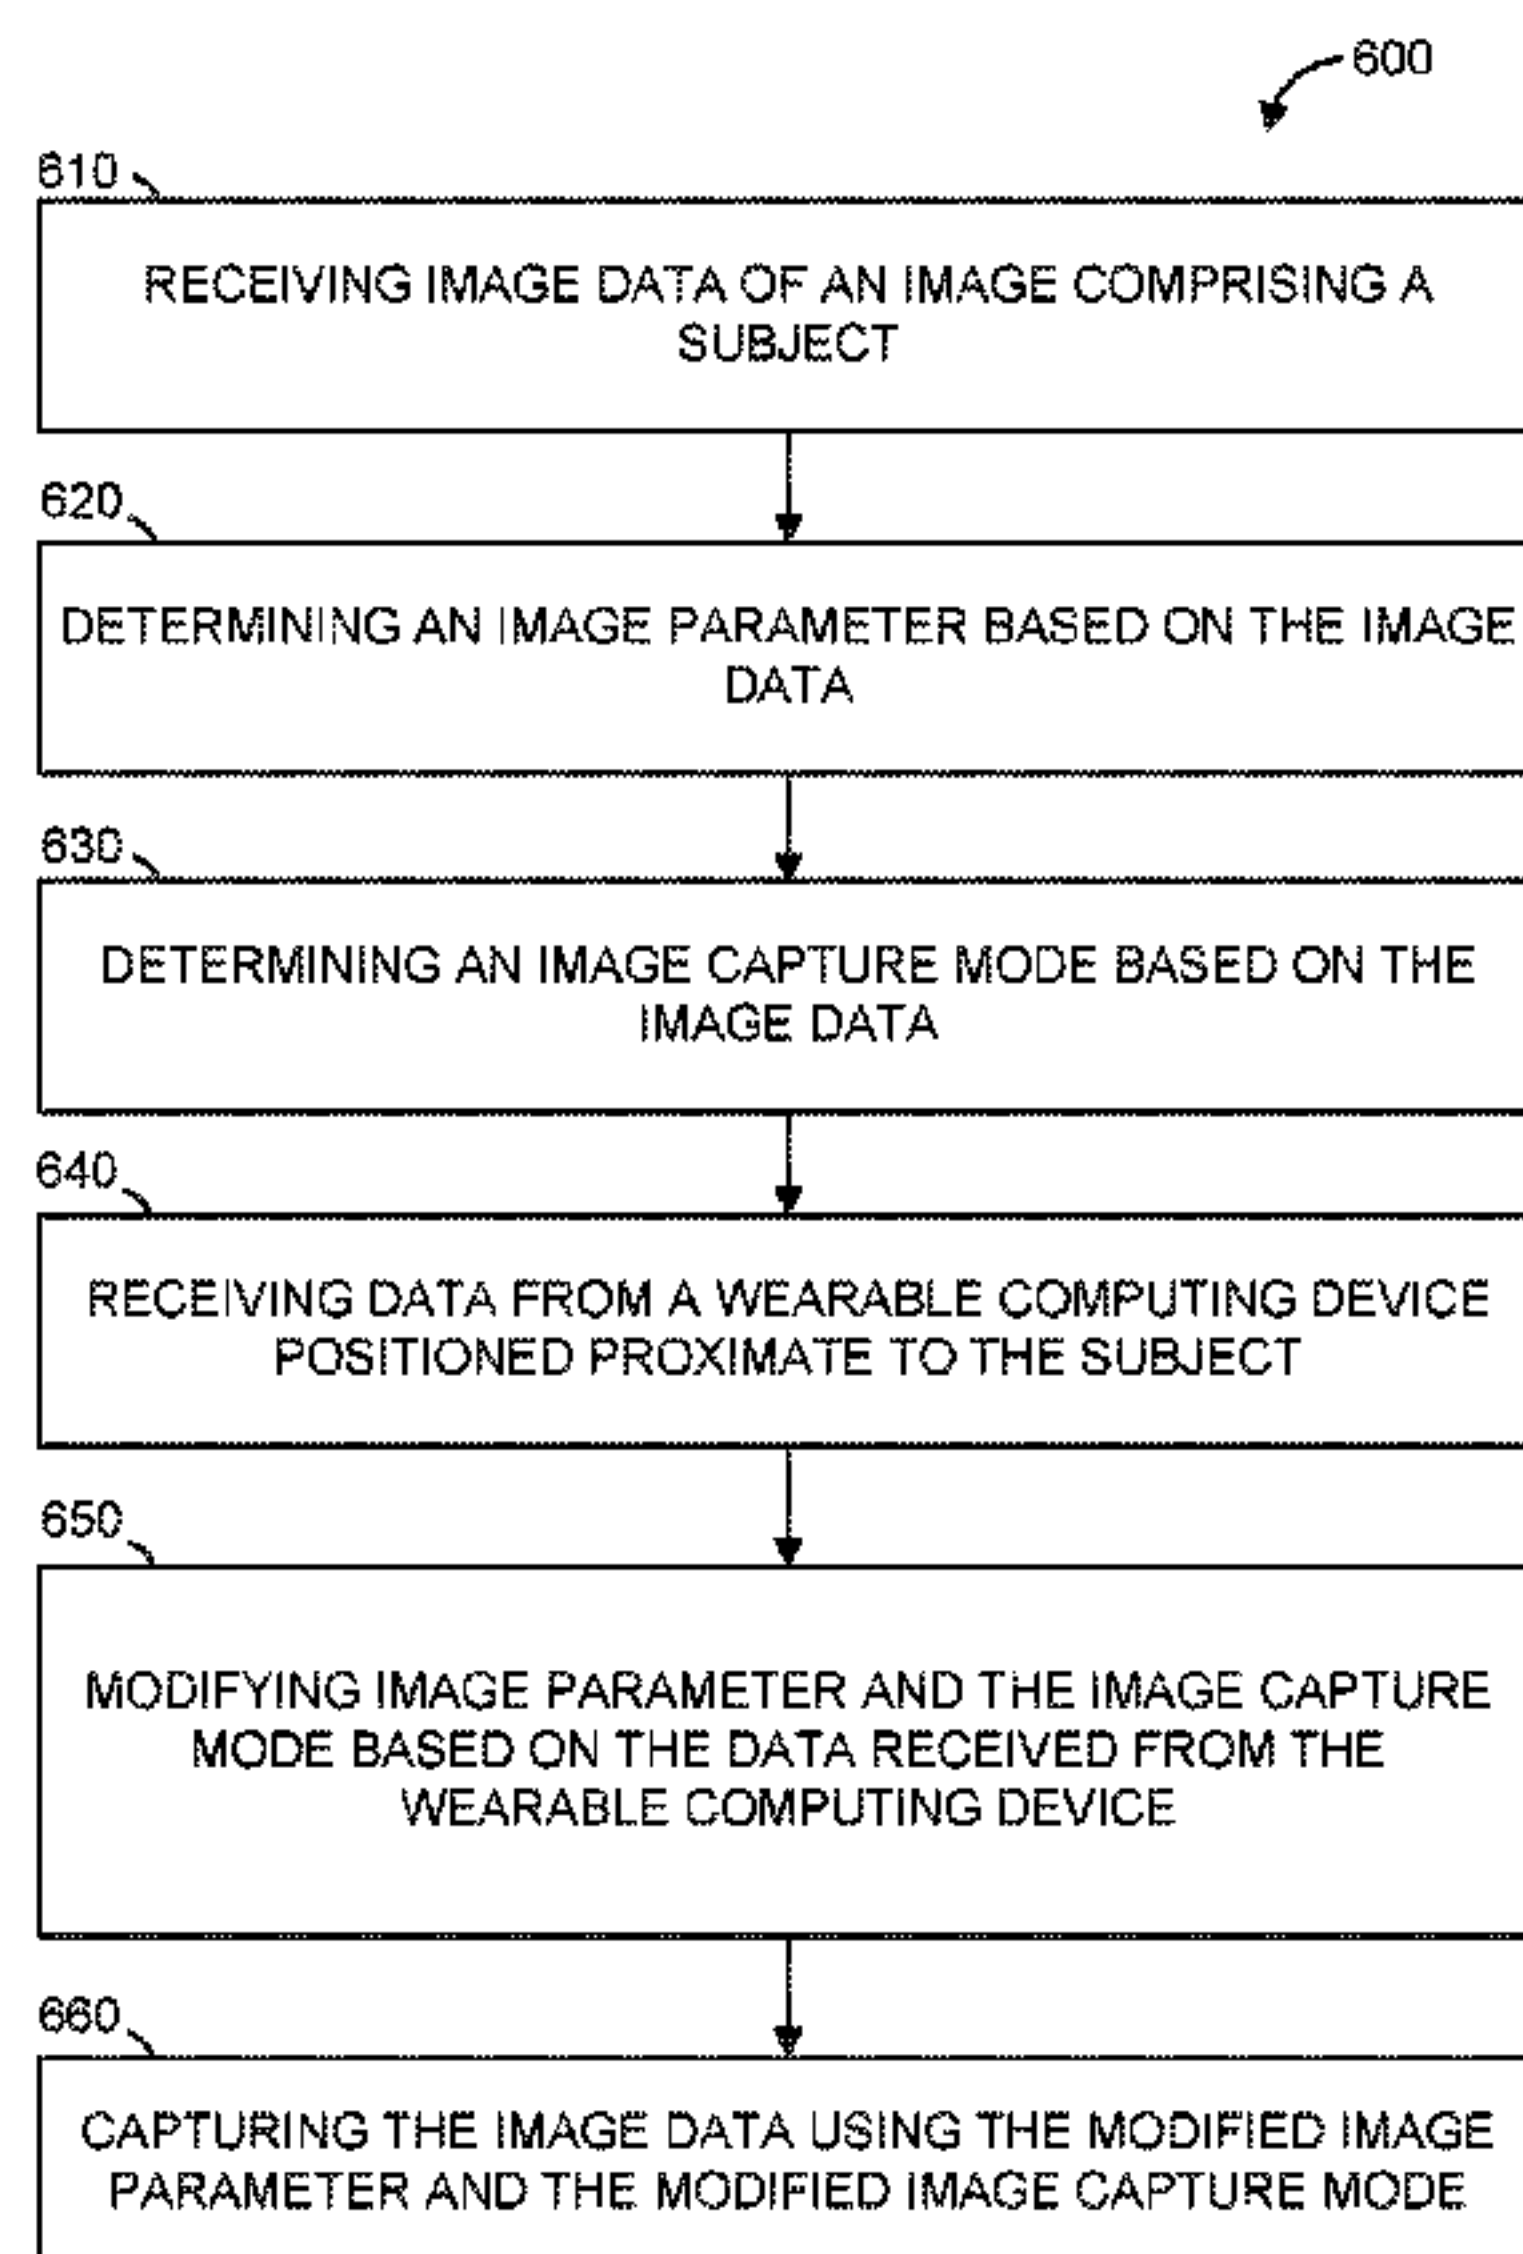 600
610
RECEIVING IMAGE DATA OF AN IMAGE COMPRISING A
SUBJECT
620
DETERMINING AN IMAGE PARAMETER BASED ON THE IMAGE
DATA
630
DETERMINING AN IMAGE CAPTURE MODE BASED ON THE
IMAGE DATA
640
RECEIVING DATA FROM A WEARABLE COMPUTING DEVICE
POSITIONED PROXIMATE TO THE SUBJECT
650
MODIFYING IMAGE PARAMETER AND THE IMAGE CAPTURE
MODE BASED ON THE DATA RECEIVED FROM THE
WEARABLE COMPUTING DEVICE
660
CAPTURING THE IMAGE DATA USING THE MODIFIED IMAGE
PARAMETER AND THE MODIFIED IMAGE CAPTURE MODE